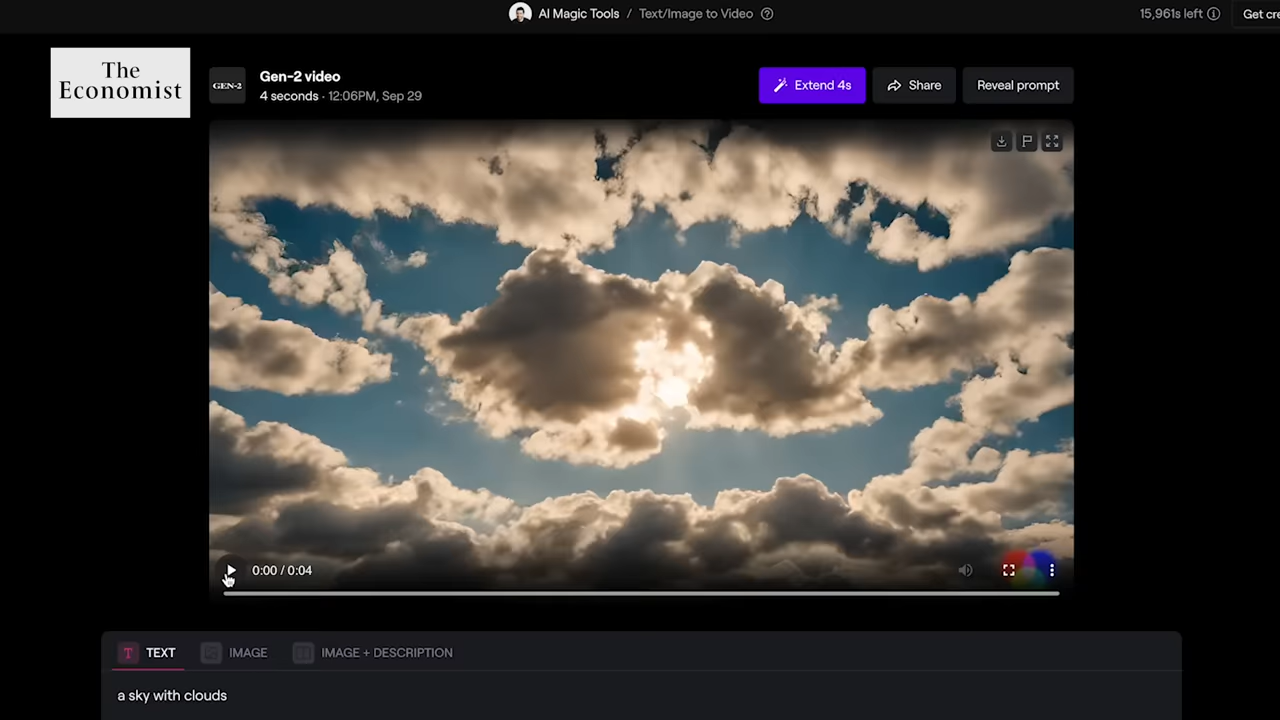 AI Magic Tools / Text/Image to Video
15,961s left
Get cre
The
Economist
GEN-2
Gen-2 video
4 seconds · 12:06PM, Sep 29
Extend 4s
Share
Reveal prompt
0:00 / 0:04
T TEXT
IMAGE
IMAGE + DESCRIPTION
a sky with clouds